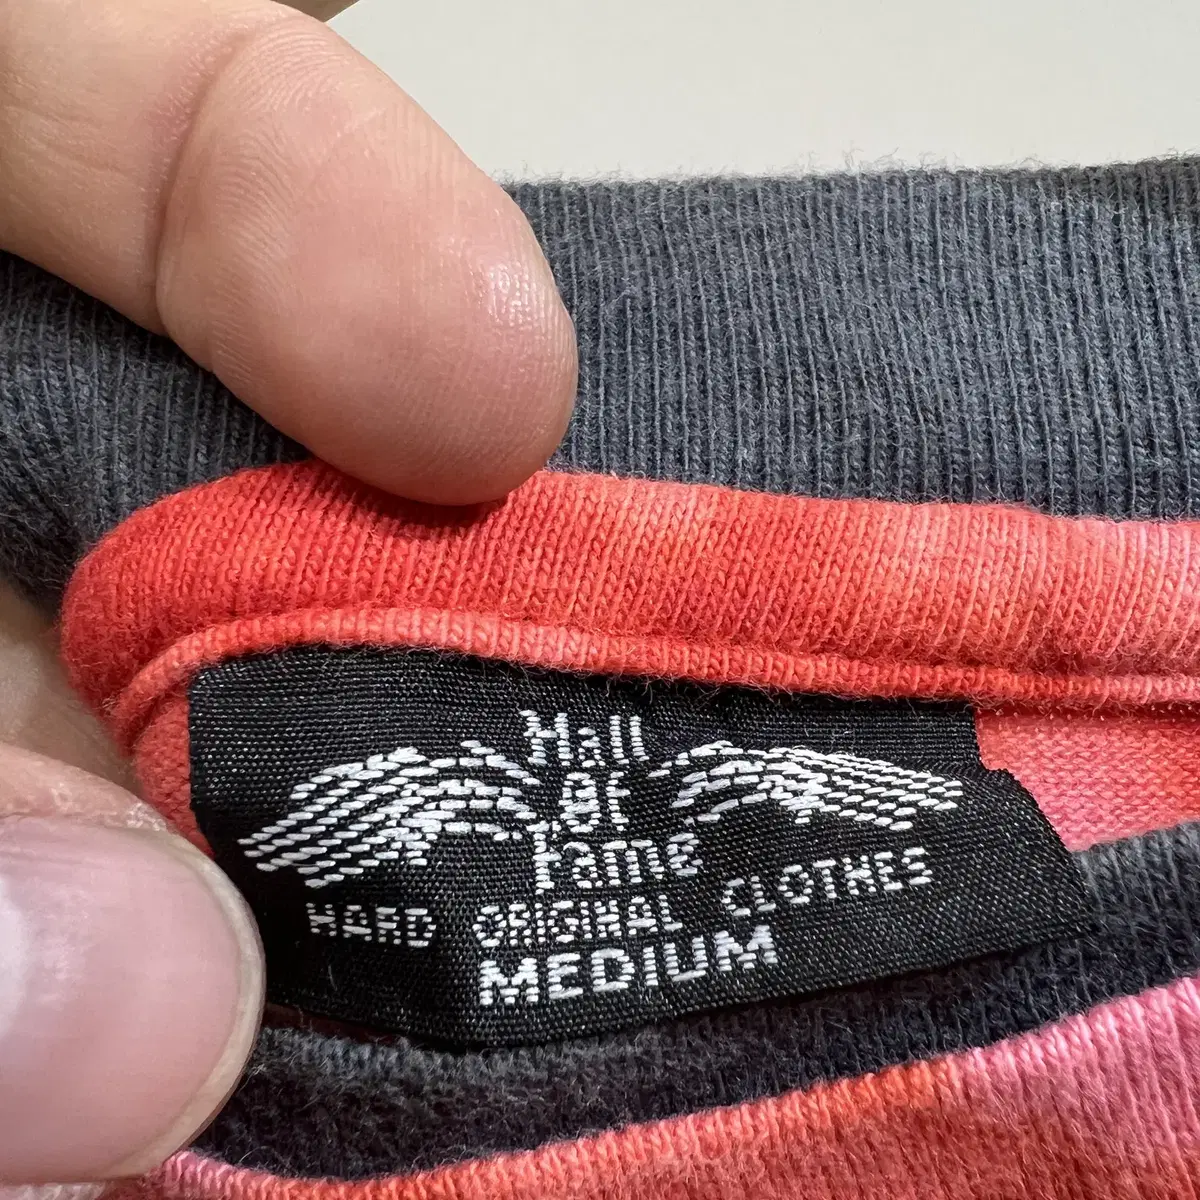 Hall
of
Fame
HARD ORIGINAL CLOTHES
MEDIUM